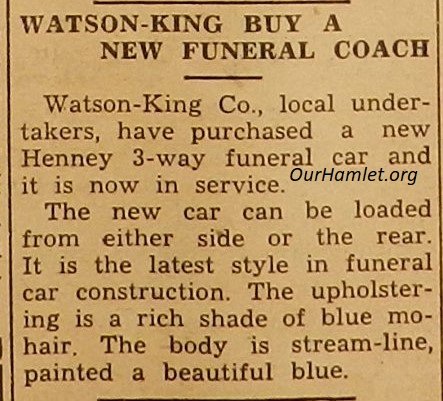 WATSON-KING BUY A
NEW FUNERAL COACH
Watson-King Co., local under-
takers, have purchased a new
Henney 3-way funeral car and
it is now in service.
OurHamlet.org
The new car can be loaded
from either side or the rear.
It is the latest style in funeral
car construction. The upholster-
ing is a rich shade of blue mo-
hair. The body is stream-line,
painted a beautiful blue.